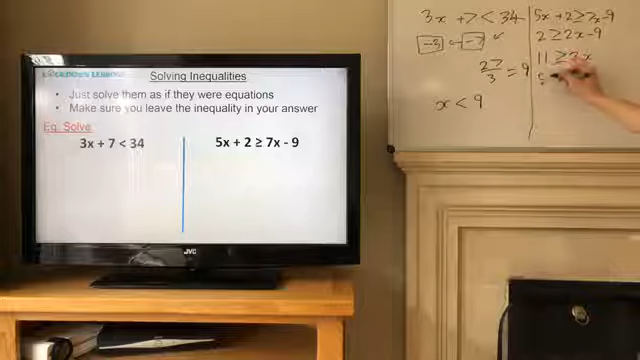 LOCKDOWN LESSONS
Solving Inequalities
• Just solve them as if they were equations
• Make sure you leave the inequality in your answer
Eg. Solve
3x + 7 < 34
5x + 2 ≥ 7x - 9
JVC
3x + 7 < 34
÷3 ← -7
27/3 = 9
x < 9
5x + 2 ≥ 7x - 9
2 ≥ 2x - 9
11 ≥ 2x